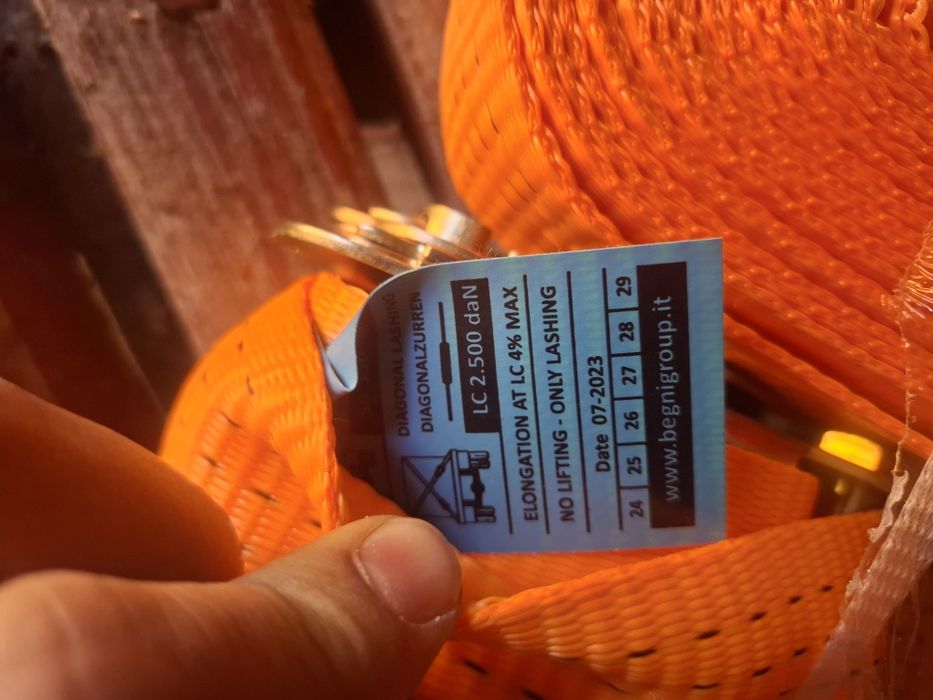 DIAGONAL LASHING
DIAGONALZURREN
LC 2.500 daN
ELONGATION AT LC 4% MAX
NO LIFTING - ONLY LASHING
Date 07-2023
24 25 26 27 28 29
www.begnigroup.it